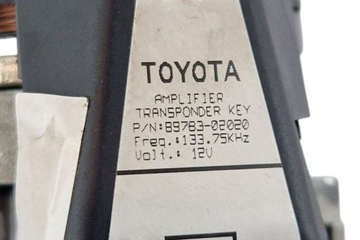 TOYOTA
AMPLIFIER
TRANSPONDER KEY
P/N:89783-02020
Freq.:133.75KHz
Volt.: 12V